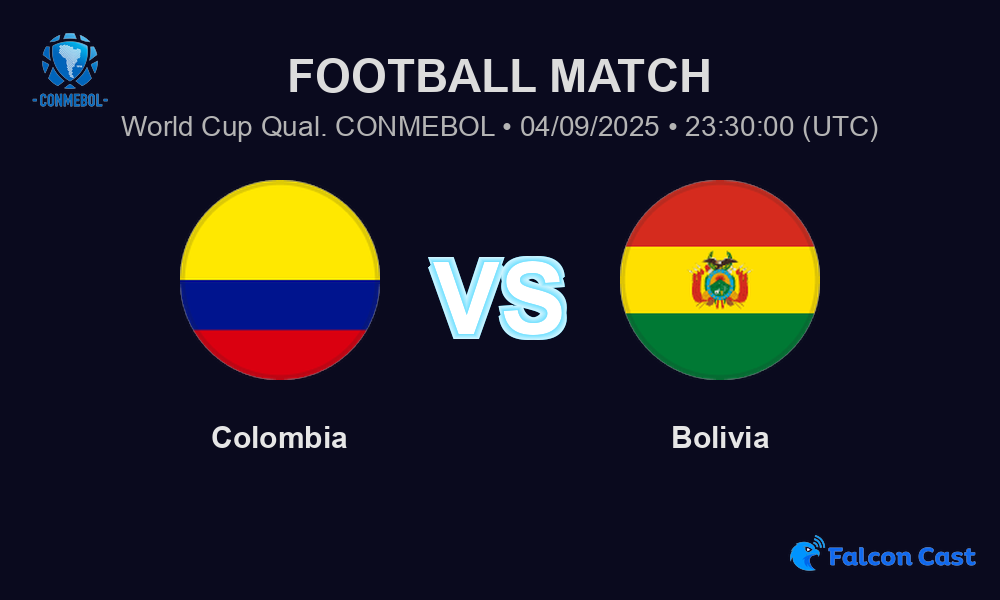 FOOTBALL MATCH
-CONMEBOL-
World Cup Qual. CONMEBOL • 04/09/2025 • 23:30:00 (UTC)
VS
Colombia
Bolivia
Falcon Cast